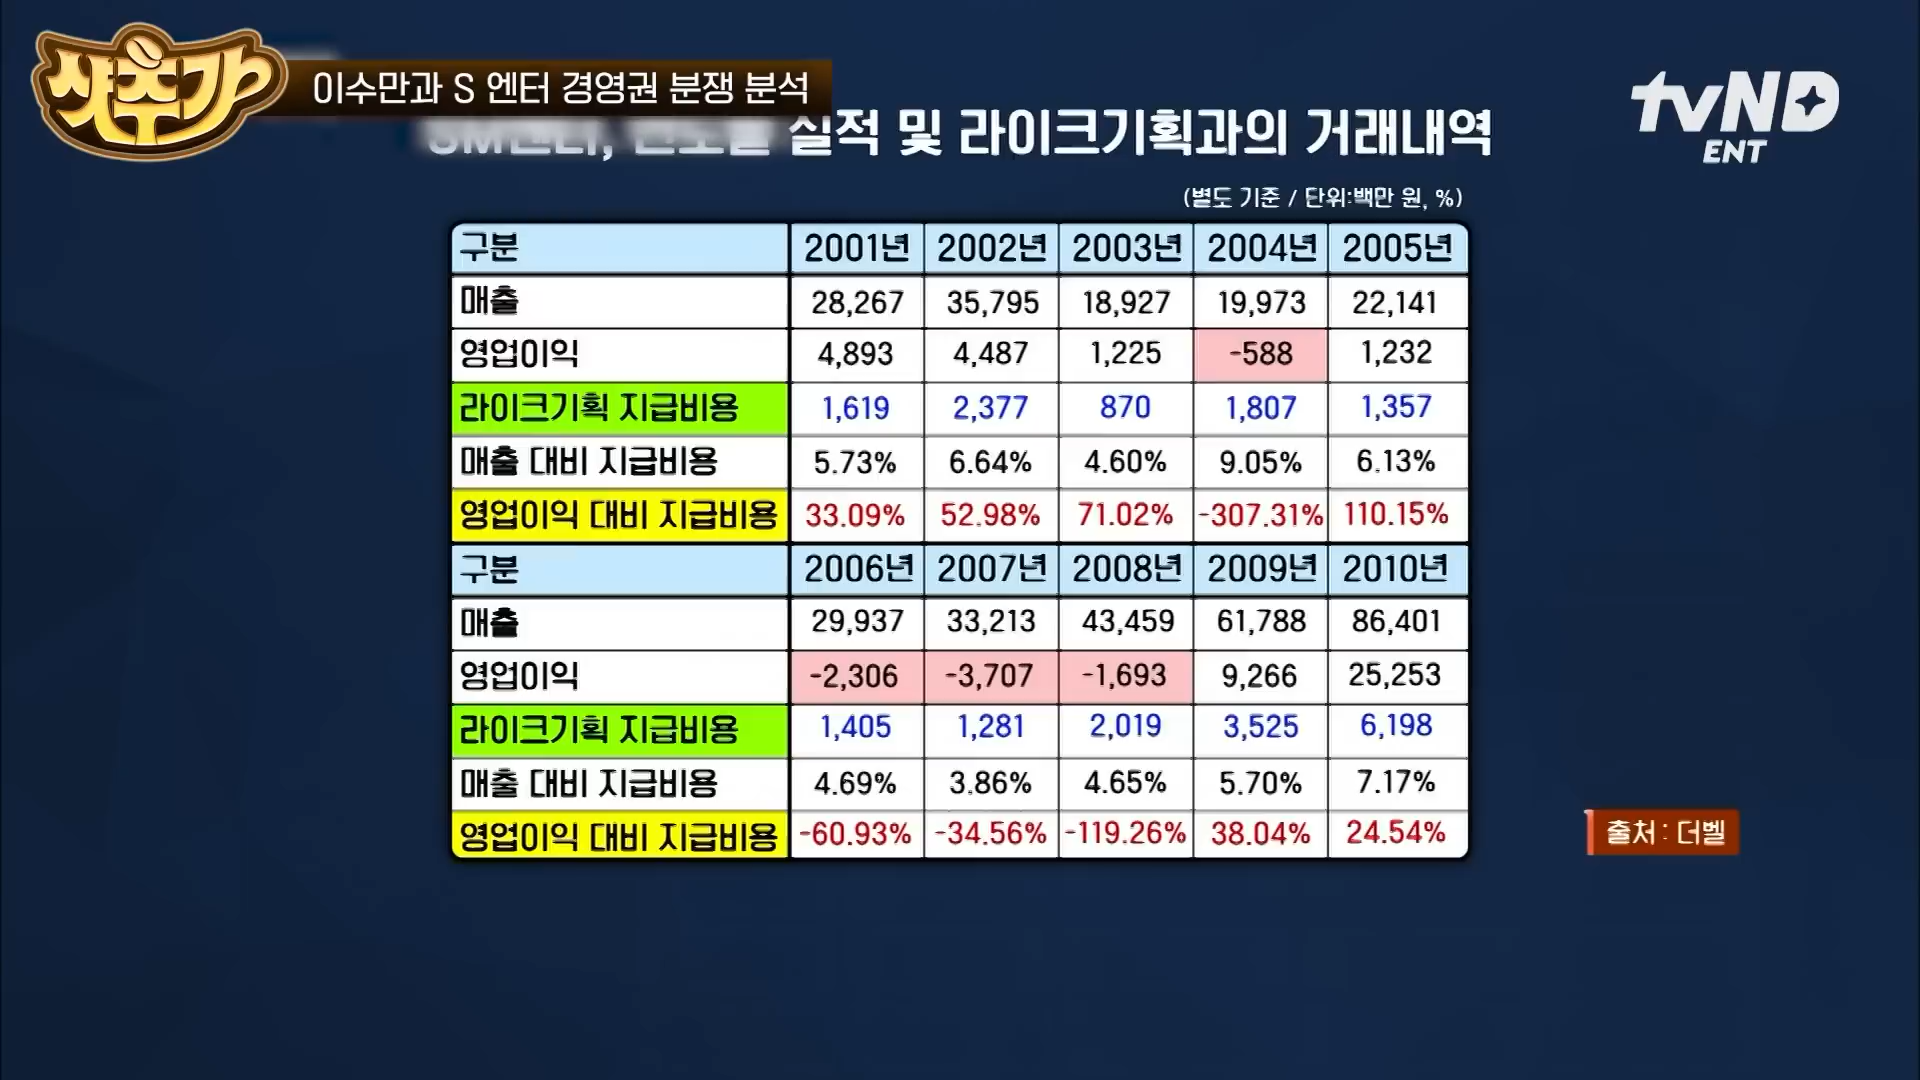 샷추가
이수만과 S 엔터 경영권 분쟁 분석
tvND
ENT
실적 및 라이크기획과의 거래내역
(별도 기준 / 단위:백만 원, %)
구분 2001년 2002년 2003년 2004년 2005년
매출 28,267 35,795 18,927 19,973 22,141
영업이익 4,893 4,487 1,225 -588 1,232
라이크기획 지급비용 1,619 2,377 870 1,807 1,357
매출 대비 지급비용 5.73% 6.64% 4.60% 9.05% 6.13%
영업이익 대비 지급비용 33.09% 52.98% 71.02% -307.31% 110.15%
구분 2006년 2007년 2008년 2009년 2010년
매출 29,937 33,213 43,459 61,788 86,401
영업이익 -2,306 -3,707 -1,693 9,266 25,253
라이크기획 지급비용 1,405 1,281 2,019 3,525 6,198
매출 대비 지급비용 4.69% 3.86% 4.65% 5.70% 7.17%
영업이익 대비 지급비용 -60.93% -34.56% -119.26% 38.04% 24.54%
출처 : 더벨